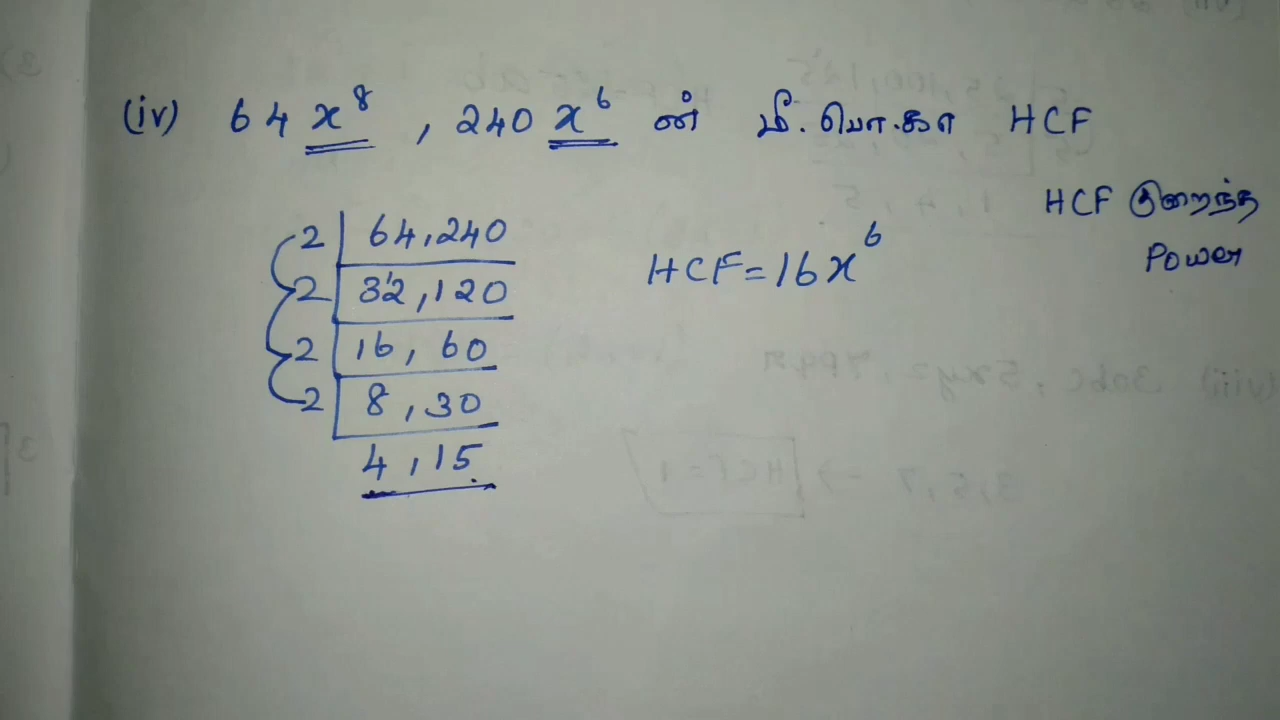 (iv) 64x⁸, 240x⁶ ன் மீ.பொ.கா HCF
HCF குறைந்த
Power
2 | 64,240
2 | 32,120
2 | 16, 60
2 | 8,30
4,15
HCF=16x⁶